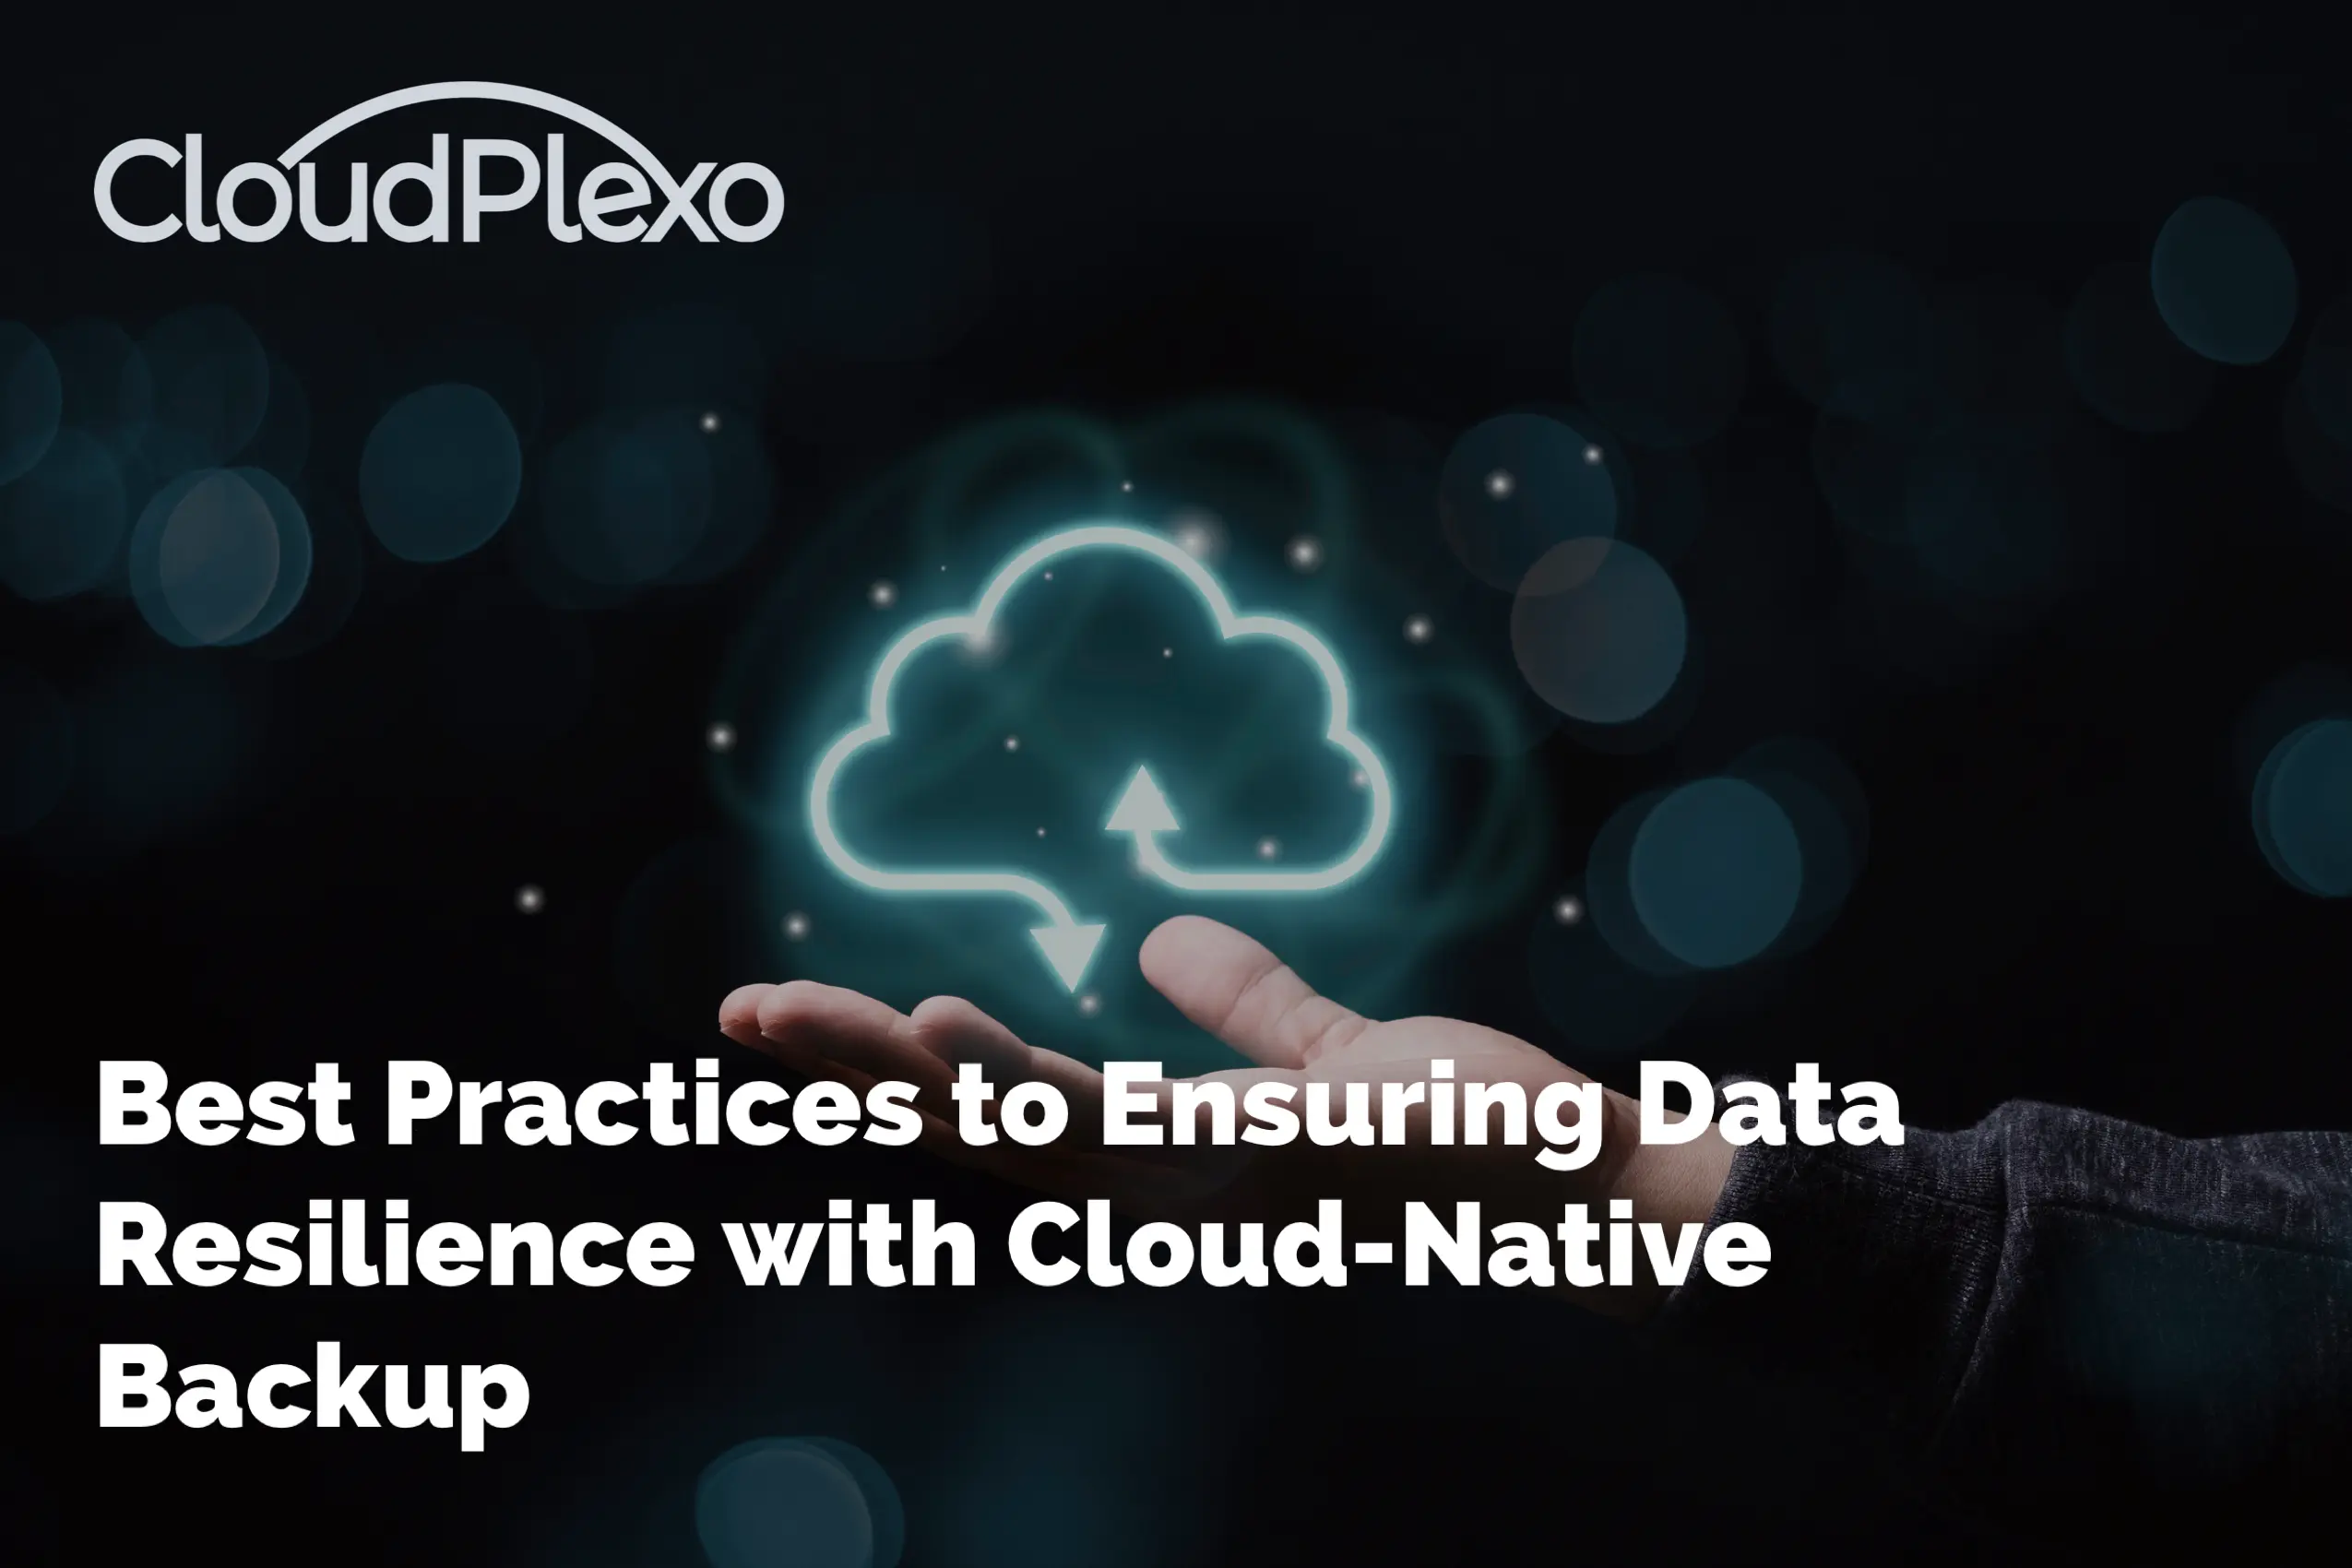 CloudPlexo
Best Practices to Ensuring Data
Resilience with Cloud-Native
Backup